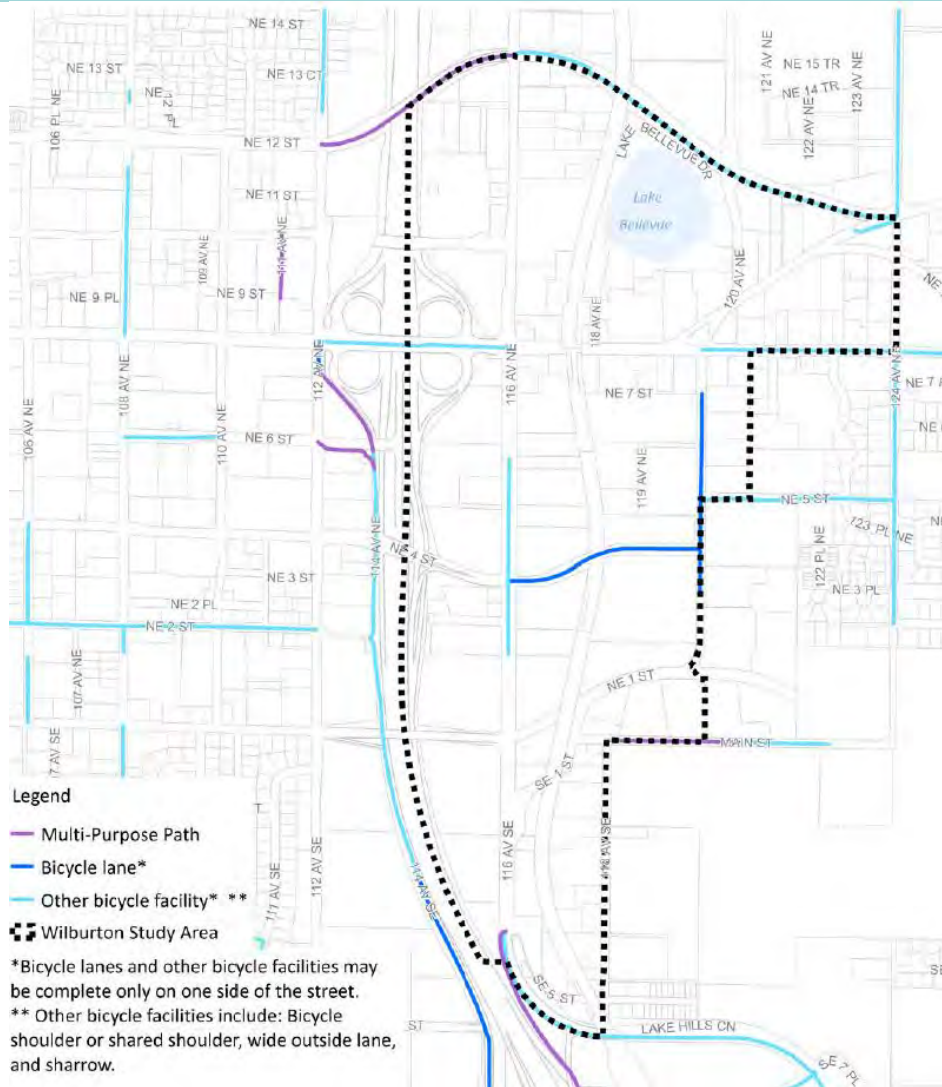 NE 14 ST
NE 13 ST
NE 13 CT
NE 12 PL
106 PL NE
NE 12 ST
NE 11 ST
109 AV NE
111 AV NE
NE 9 ST
NE 9 PL
121 AV NE
NE 15 TR
NE 14 TR
122 AV NE
123 AV NE
LAKE BELLEVUE DR
Lake
Bellevue
120 AV NE
NE
118 AV NE
112 AV NE
116 AV NE
124 AV NE
NE 7 ST
108 AV NE
110 AV NE
NE 6 ST
119 AV NE
NE 5 ST
123 PL NE
122 PL NE
NE 3 PL
114 AV NE
NE 4 ST
NE 3 ST
NE 2 PL
NE 2 ST
107 AV NE
NE 1 ST
MAIN ST
SE 1 ST
116 AV SE
118 AV SE
112 AV SE
111 AV SE
114 AV SE
SE 5 ST
LAKE HILLS CN
SE 7 PL
ST
Legend
Multi-Purpose Path
Bicycle lane*
Other bicycle facility* **
Wilburton Study Area
*Bicycle lanes and other bicycle facilities may
be complete only on one side of the street.
** Other bicycle facilities include: Bicycle
shoulder or shared shoulder, wide outside lane,
and sharrow.